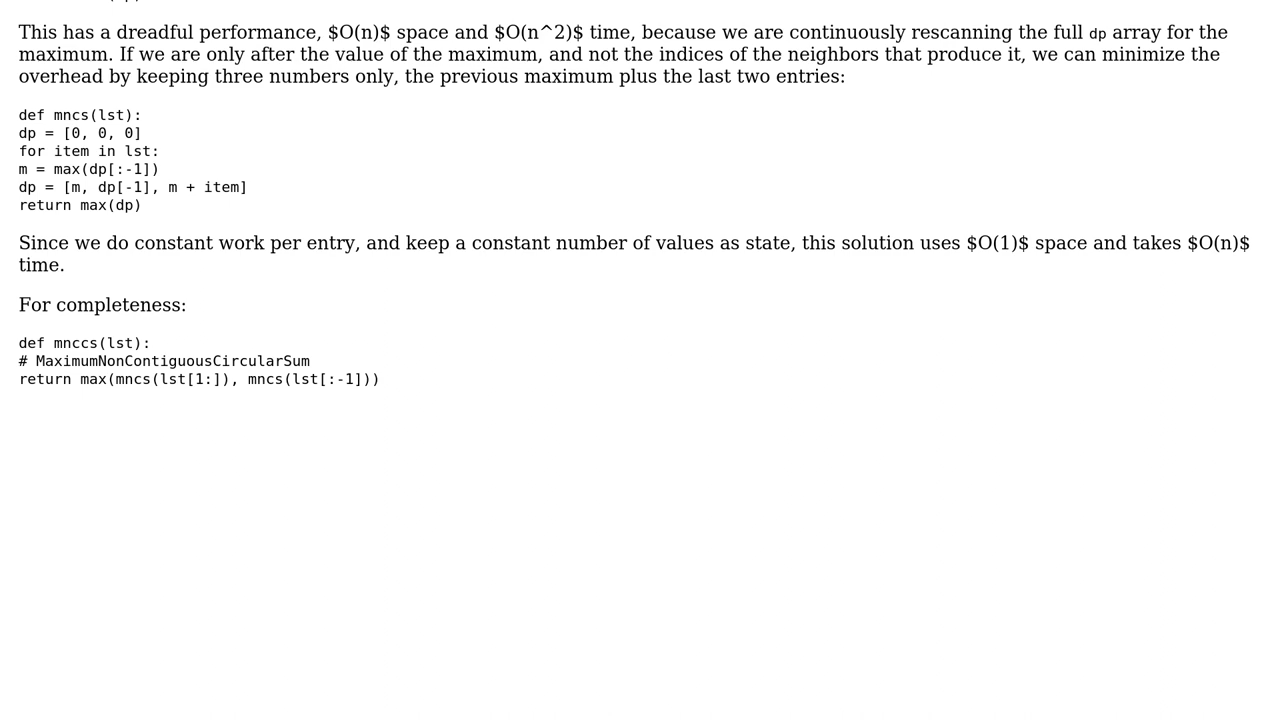 This has a dreadful performance, $O(n)$ space and $O(n^2)$ time, because we are continuously rescanning the full dp array for the
maximum. If we are only after the value of the maximum, and not the indices of the neighbors that produce it, we can minimize the
overhead by keeping three numbers only, the previous maximum plus the last two entries:
def mncs(lst):
dp = [0, 0, 0]
for item in lst:
m = max(dp[:-1])
dp = [m, dp[-1], m + item]
return max(dp)
Since we do constant work per entry, and keep a constant number of values as state, this solution uses $O(1)$ space and takes $O(n)$
time.
For completeness:
def mnccs(lst):
# MaximumNonContiguousCircularSum
return max(mncs(lst[1:]), mncs(lst[:-1]))